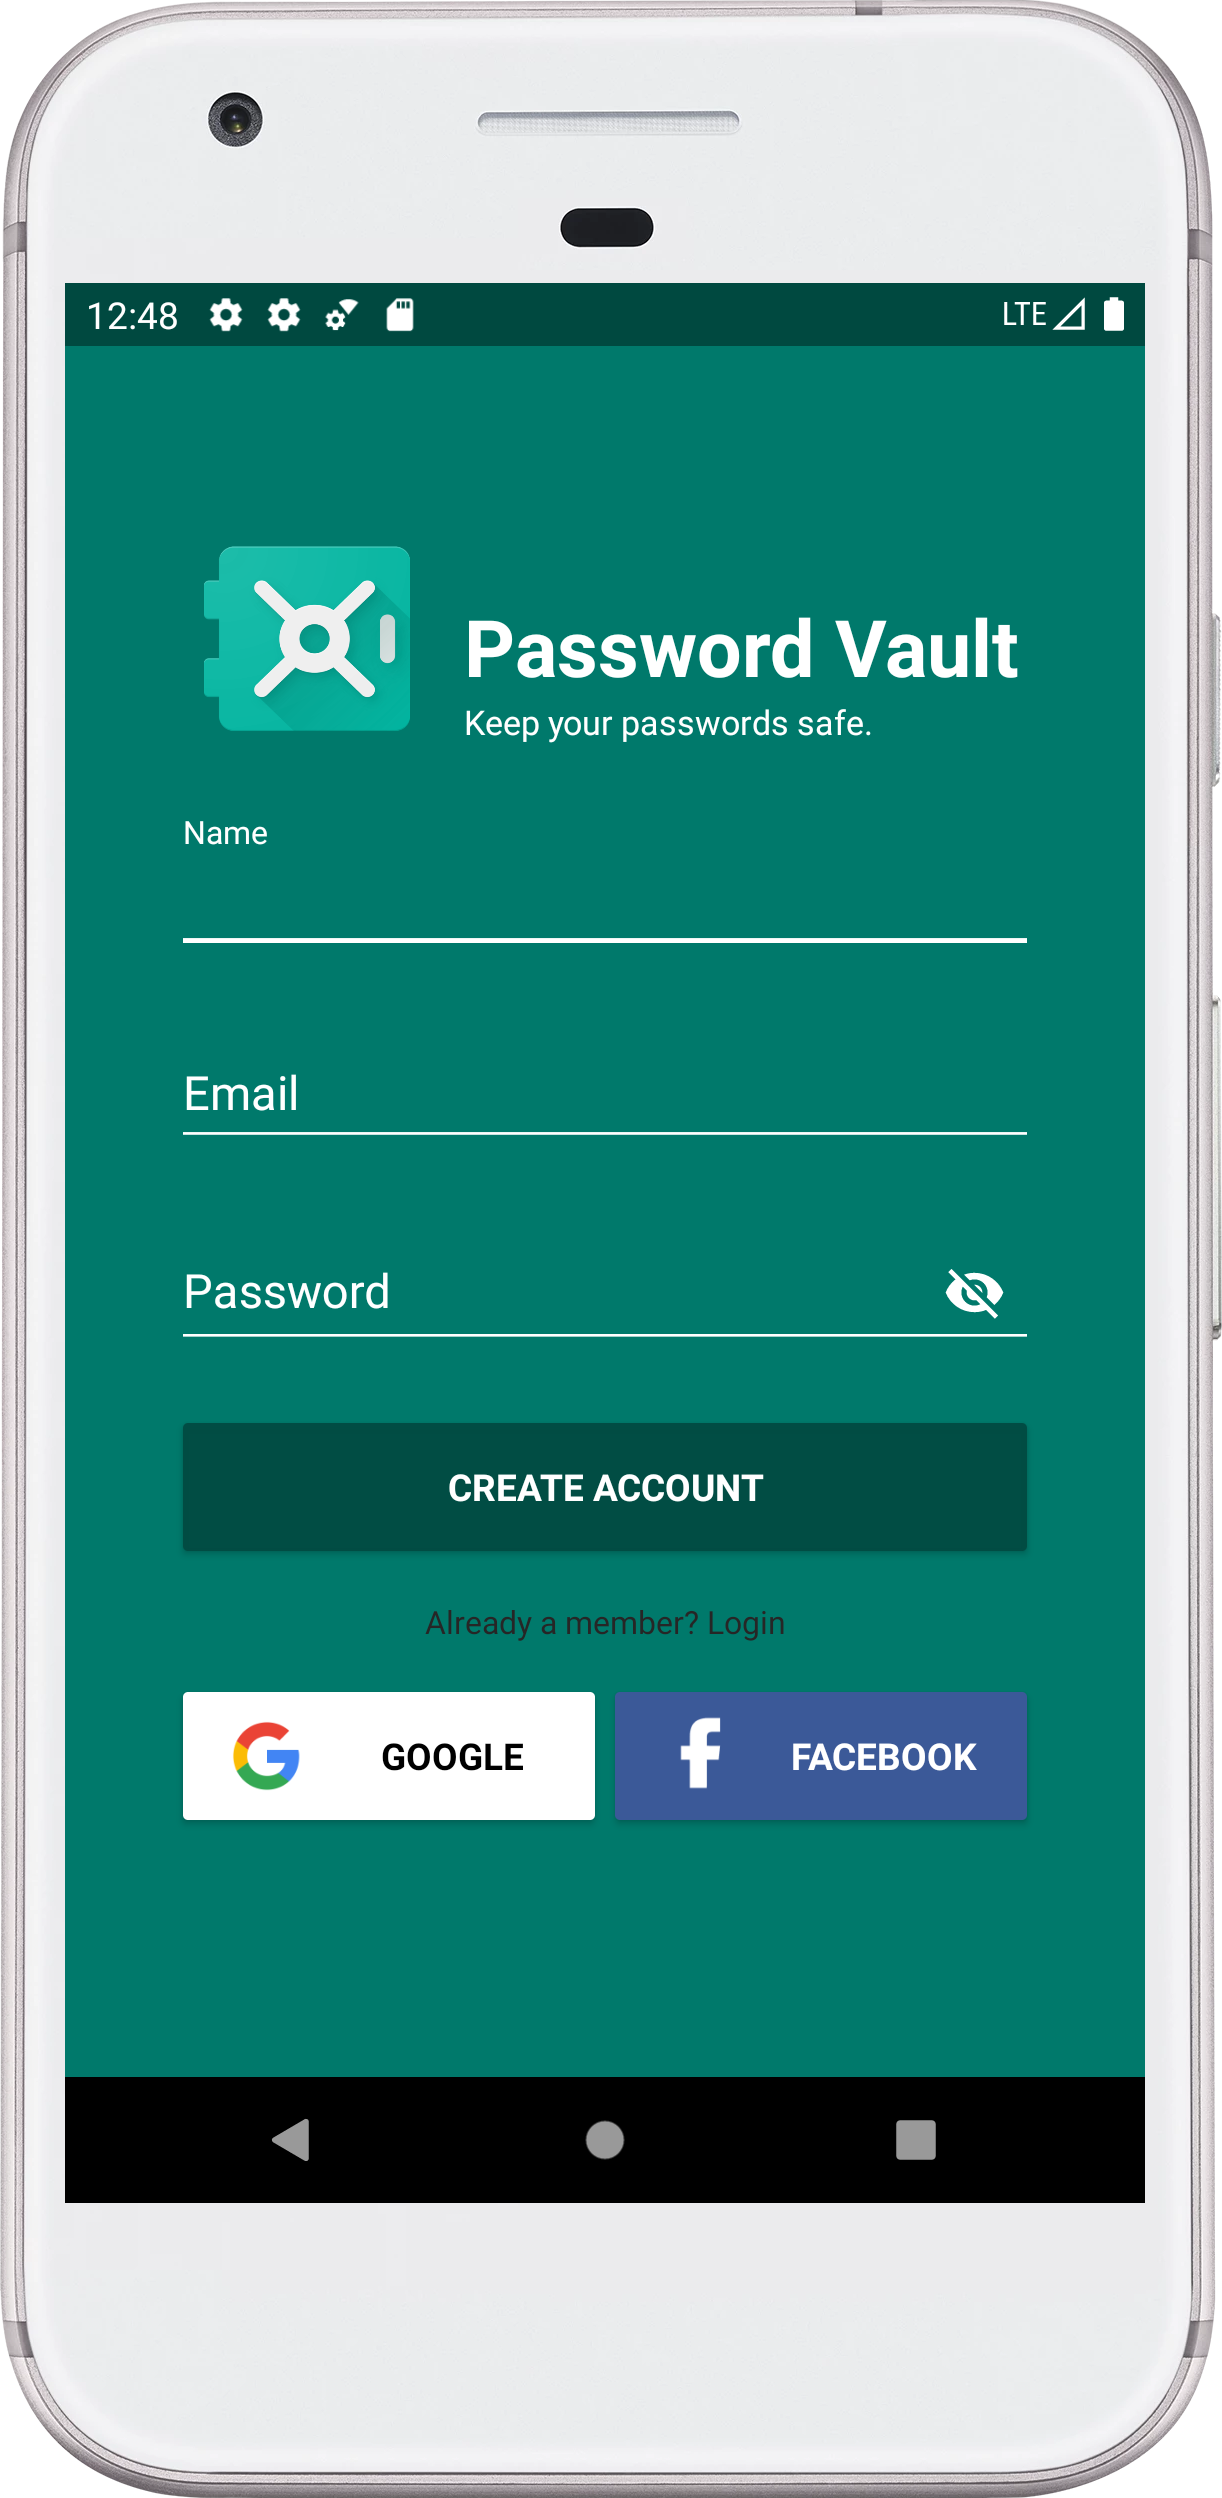 12:48 LTE
Password Vault
Keep your passwords safe.
Name
Email
Password
CREATE ACCOUNT
Already a member? Login
GOOGLE FACEBOOK